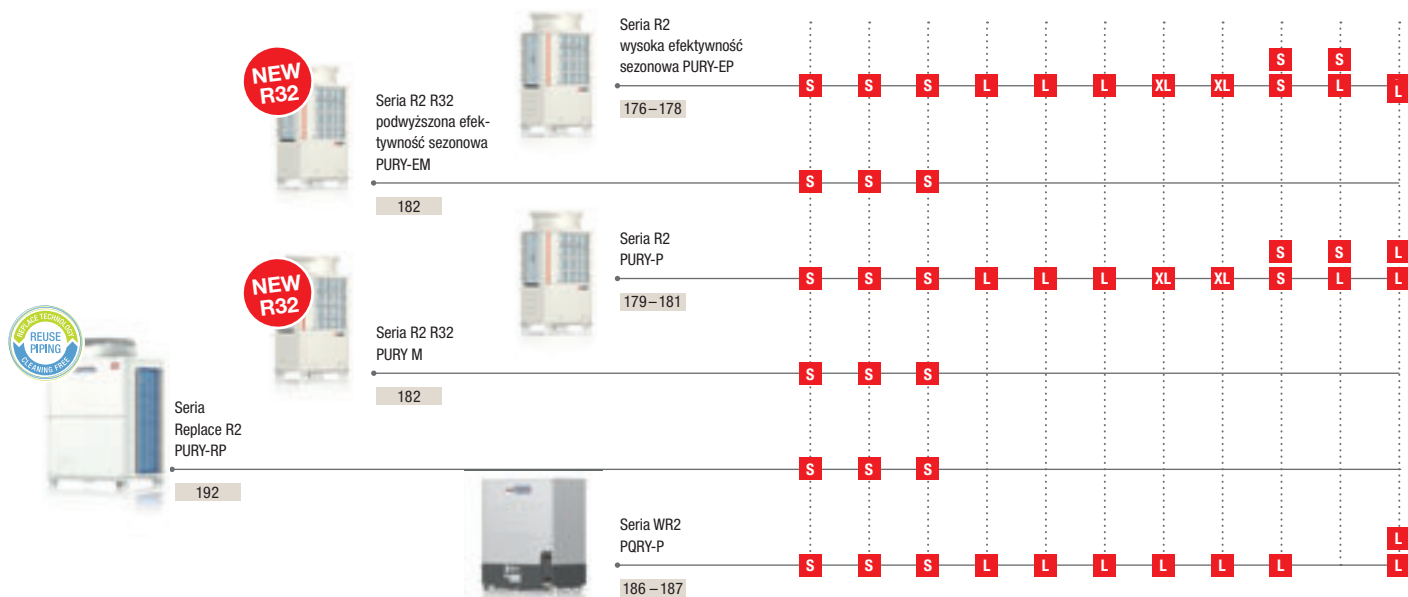 Seria R2
wysoka efektywność
sezonowa PURY-EP
176–178
S S
S S S L L L XL XL S L L
NEW
R32
Seria R2 R32
podwyższona efek-
tywność sezonowa
PURY-EM
182
S S S
Seria R2
PURY-P
179–181
S S L
S S S L L L XL XL S L L
NEW
R32
Seria R2 R32
PURY M
182
S S S
REPLACE TECHNOLOGY
REUSE
PIPING
CLEANING FREE
Seria
Replace R2
PURY-RP
192
S S S
Seria WR2
PQRY-P
186–187
L
S S S L L L L L L L